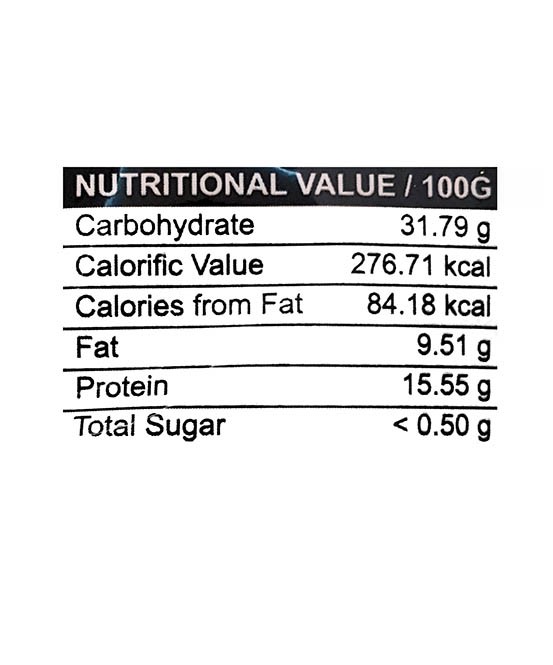 NUTRITIONAL VALUE / 100G
Carbohydrate 31.79 g
Calorific Value 276.71 kcal
Calories from Fat 84.18 kcal
Fat 9.51 g
Protein 15.55 g
Total Sugar < 0.50 g